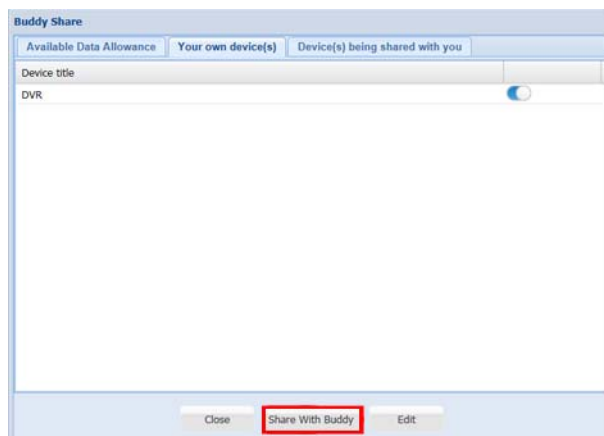 Buddy Share
Available Data Allowance Your own device(s) Device(s) being shared with you
Device title
DVR
Close Share With Buddy Edit